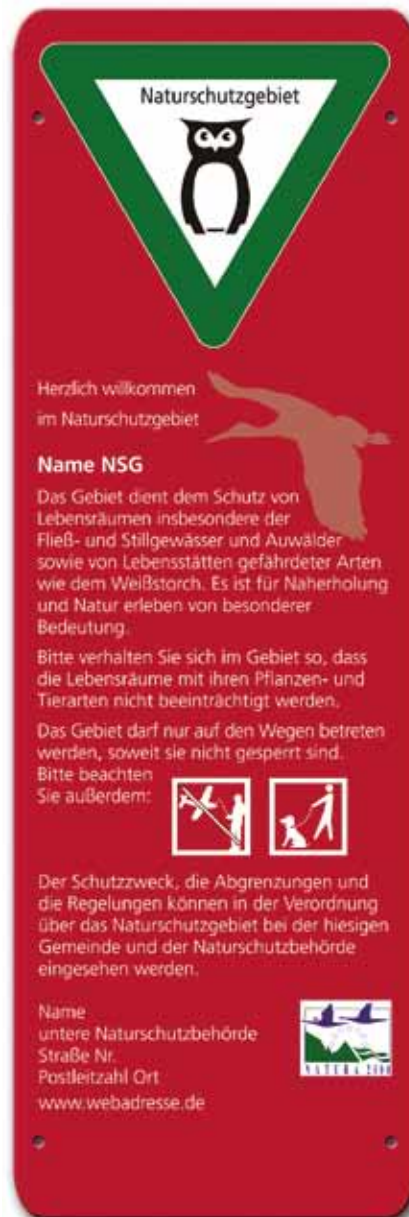 Naturschutzgebiet
Herzlich willkommen
im Naturschutzgebiet
Name NSG
Das Gebiet dient dem Schutz von
Lebensräumen insbesondere der
Fließ- und Stillgewässer und Auwälder
sowie von Lebensstätten gefährdeter Arten
wie dem Weißstorch. Es ist für Naherholung
und Natur erleben von besonderer
Bedeutung.
Bitte verhalten Sie sich im Gebiet so, dass
die Lebensräume mit ihren Pflanzen- und
Tierarten nicht beeinträchtigt werden.
Das Gebiet darf nur auf den Wegen betreten
werden, soweit sie nicht gesperrt sind.
Bitte beachten
Sie außerdem:
Der Schutzzweck, die Abgrenzungen und
die Regelungen können in der Verordnung
über das Naturschutzgebiet bei der hiesigen
Gemeinde und der Naturschutzbehörde
eingesehen werden.
Name
untere Naturschutzbehörde
Straße Nr.
Postleitzahl Ort
www.webadresse.de
NATURA 2000